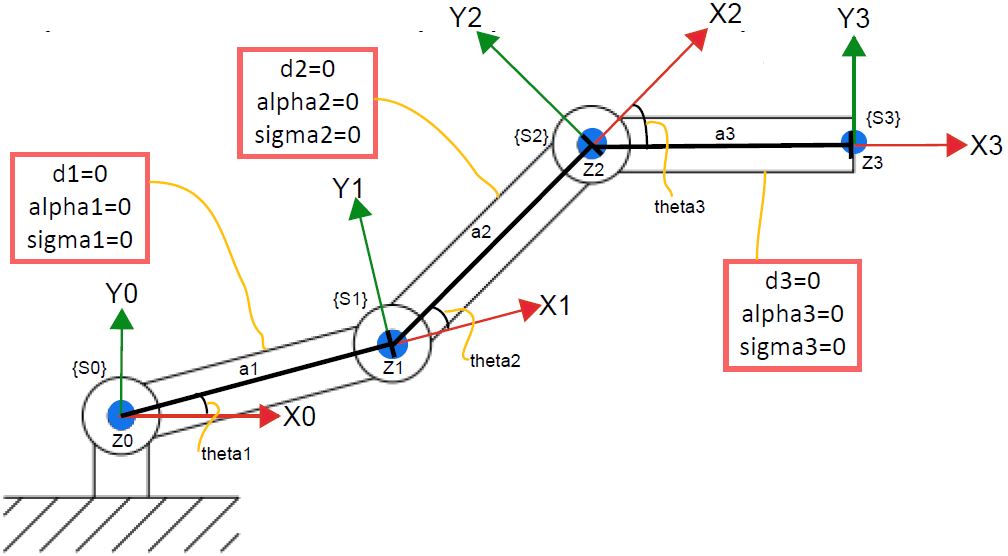 Y2
X2
Y3
d2=0
alpha2=0
sigma2=0
{S2}
a3
{S3}
X3
Z2
Z3
d1=0
alpha1=0
sigma1=0
Y1
theta3
a2
Y0
{S1}
X1
d3=0
alpha3=0
sigma3=0
{S0}
a1
Z1
theta2
X0
Z0
theta1